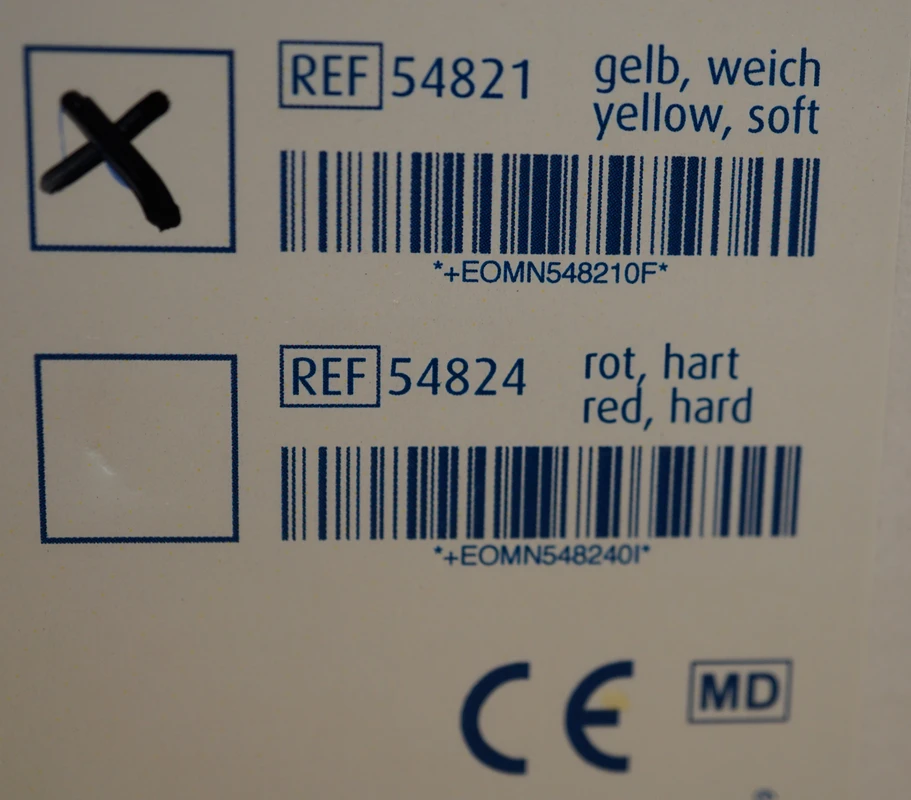 REF 54821
gelb, weich
yellow, soft
*+EOMN548210F*
REF 54824
rot, hart
red, hard
*+EOMN548240I*
CE
MD